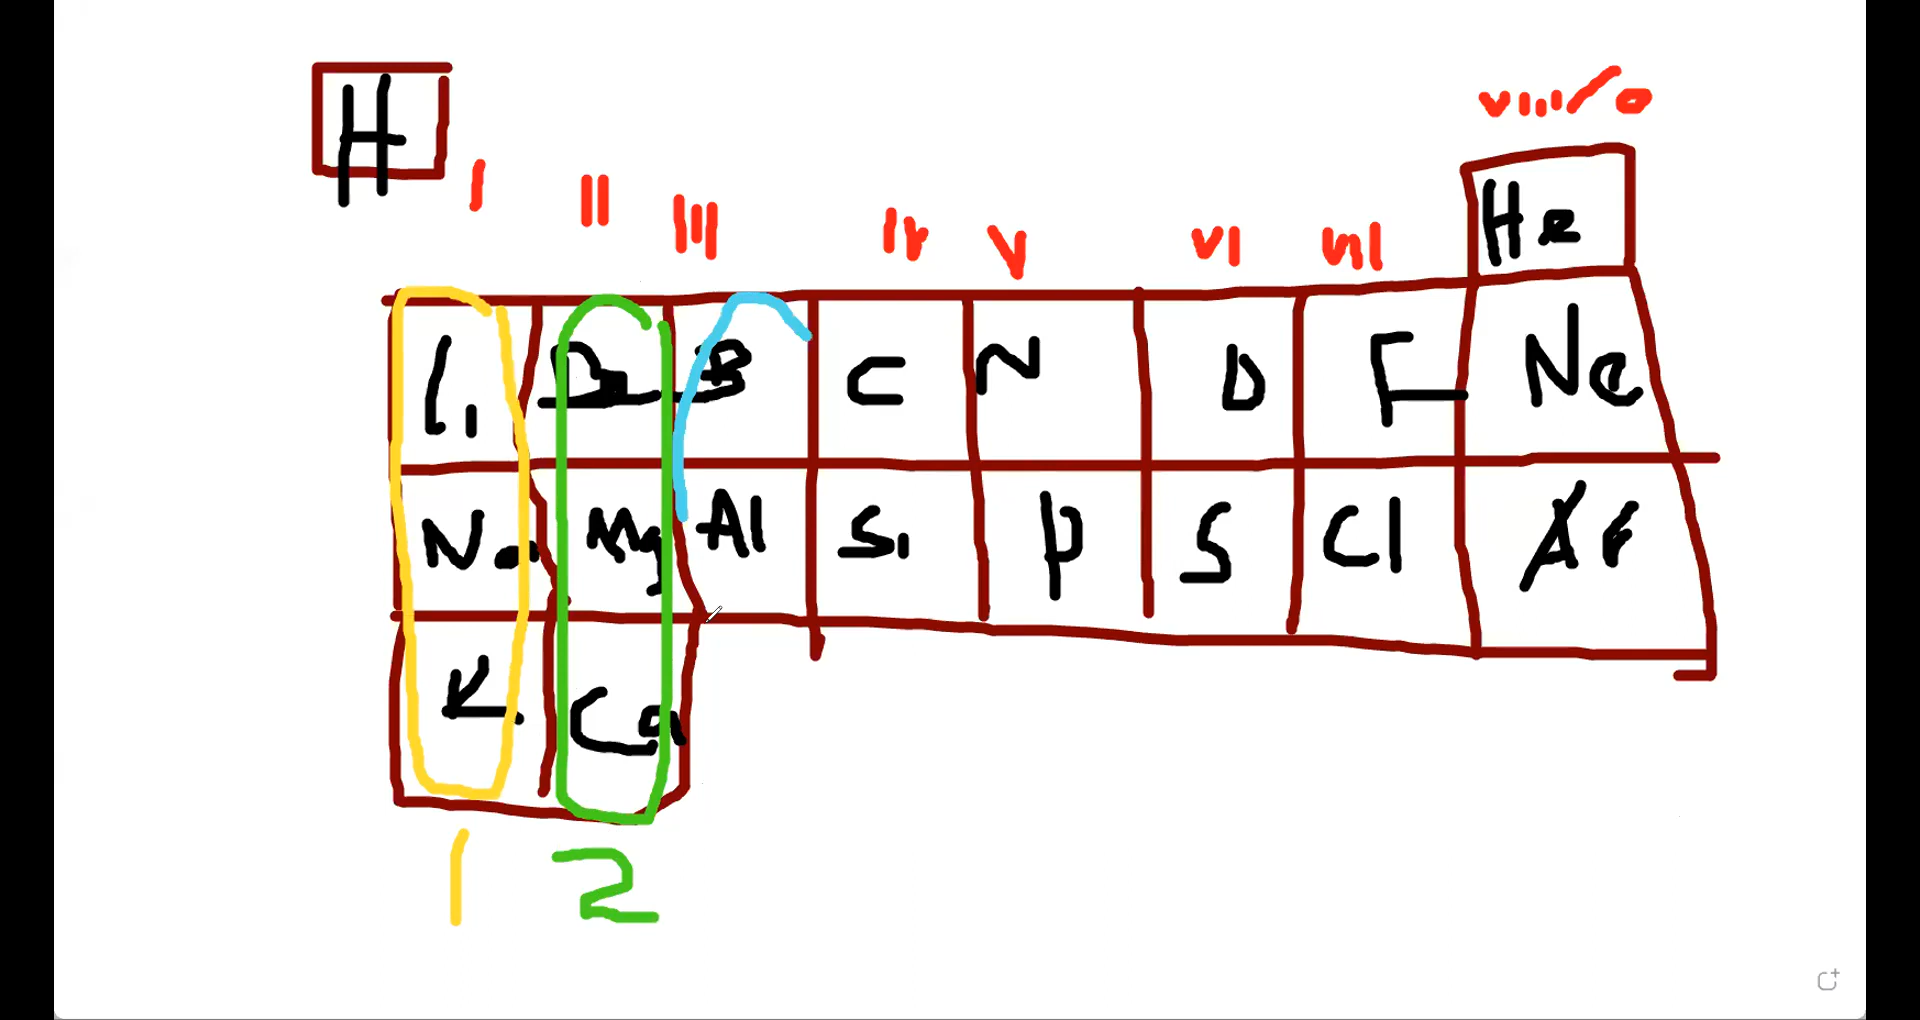 H
VIII/0
I II III IV V VI VII
He
Li Be B C N O F Ne
Na Mg Al Si P S Cl Ar
K Ca
1 2